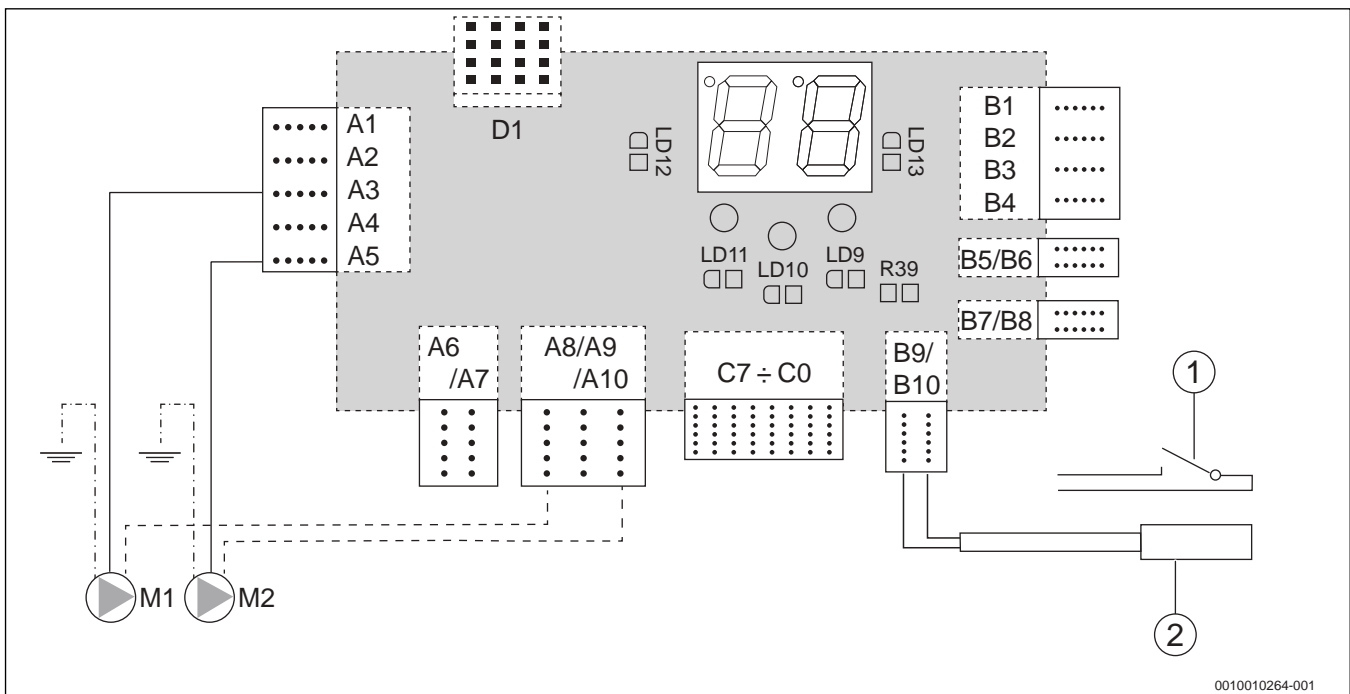 D1
A1
A2
A3
A4
A5
LD12
LD13
B1
B2
B3
B4
LD11
LD10
LD9
R39
B5/B6
B7/B8
A6
/A7
A8/A9
/A10
C7 ÷ C0
B9/
B10
1
M1
M2
2
0010010264-001